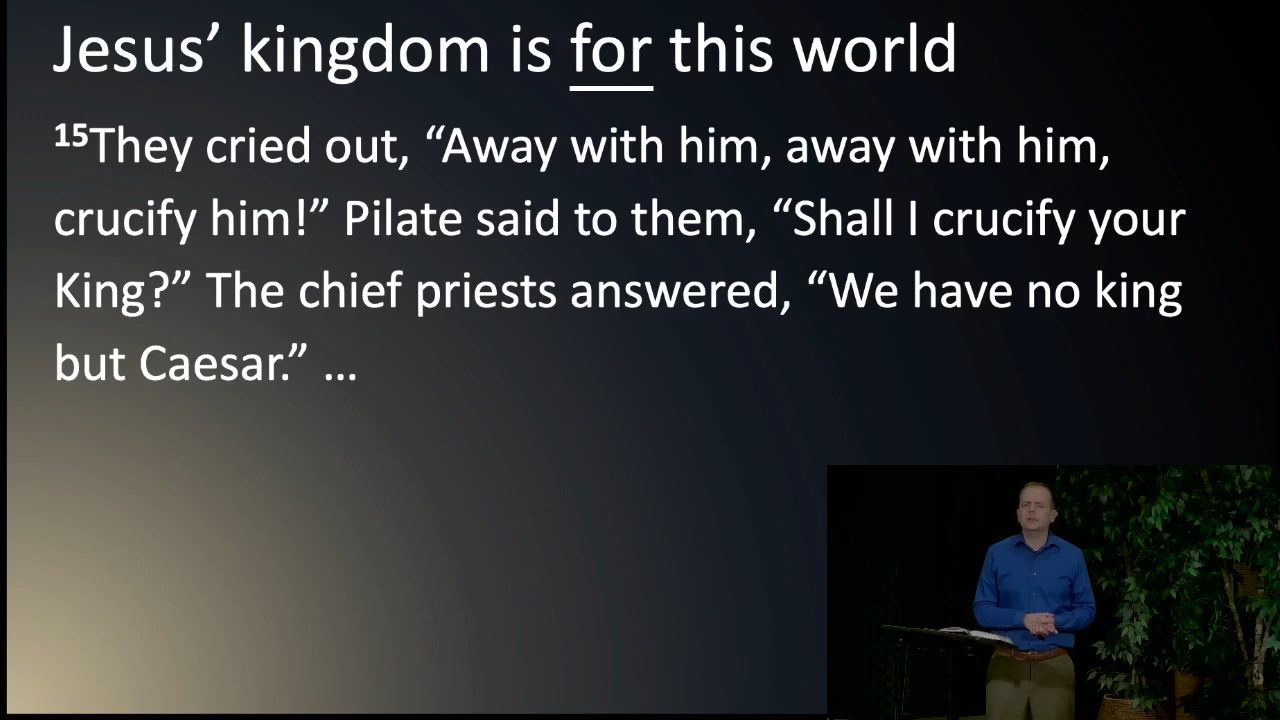 Jesus’ kingdom is for this world
15They cried out, “Away with him, away with him,
crucify him!” Pilate said to them, “Shall I crucify your
King?” The chief priests answered, “We have no king
but Caesar.” …